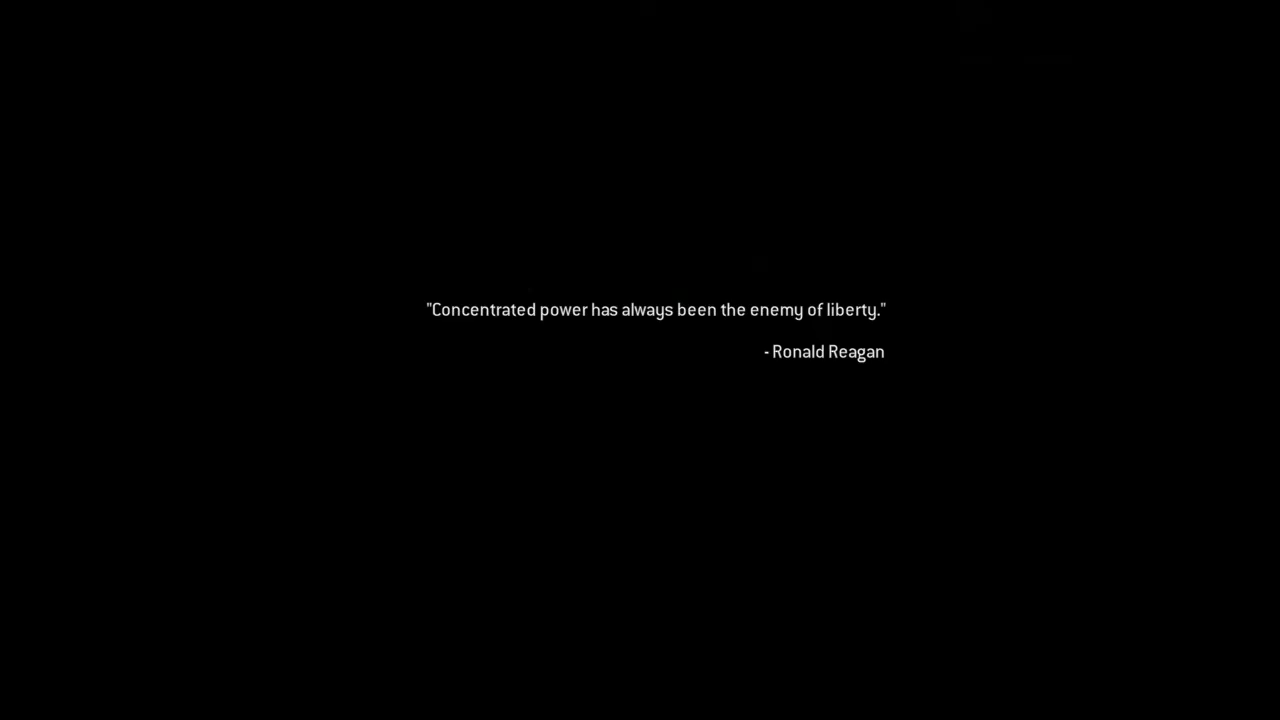 "Concentrated power has always been the enemy of liberty."
- Ronald Reagan